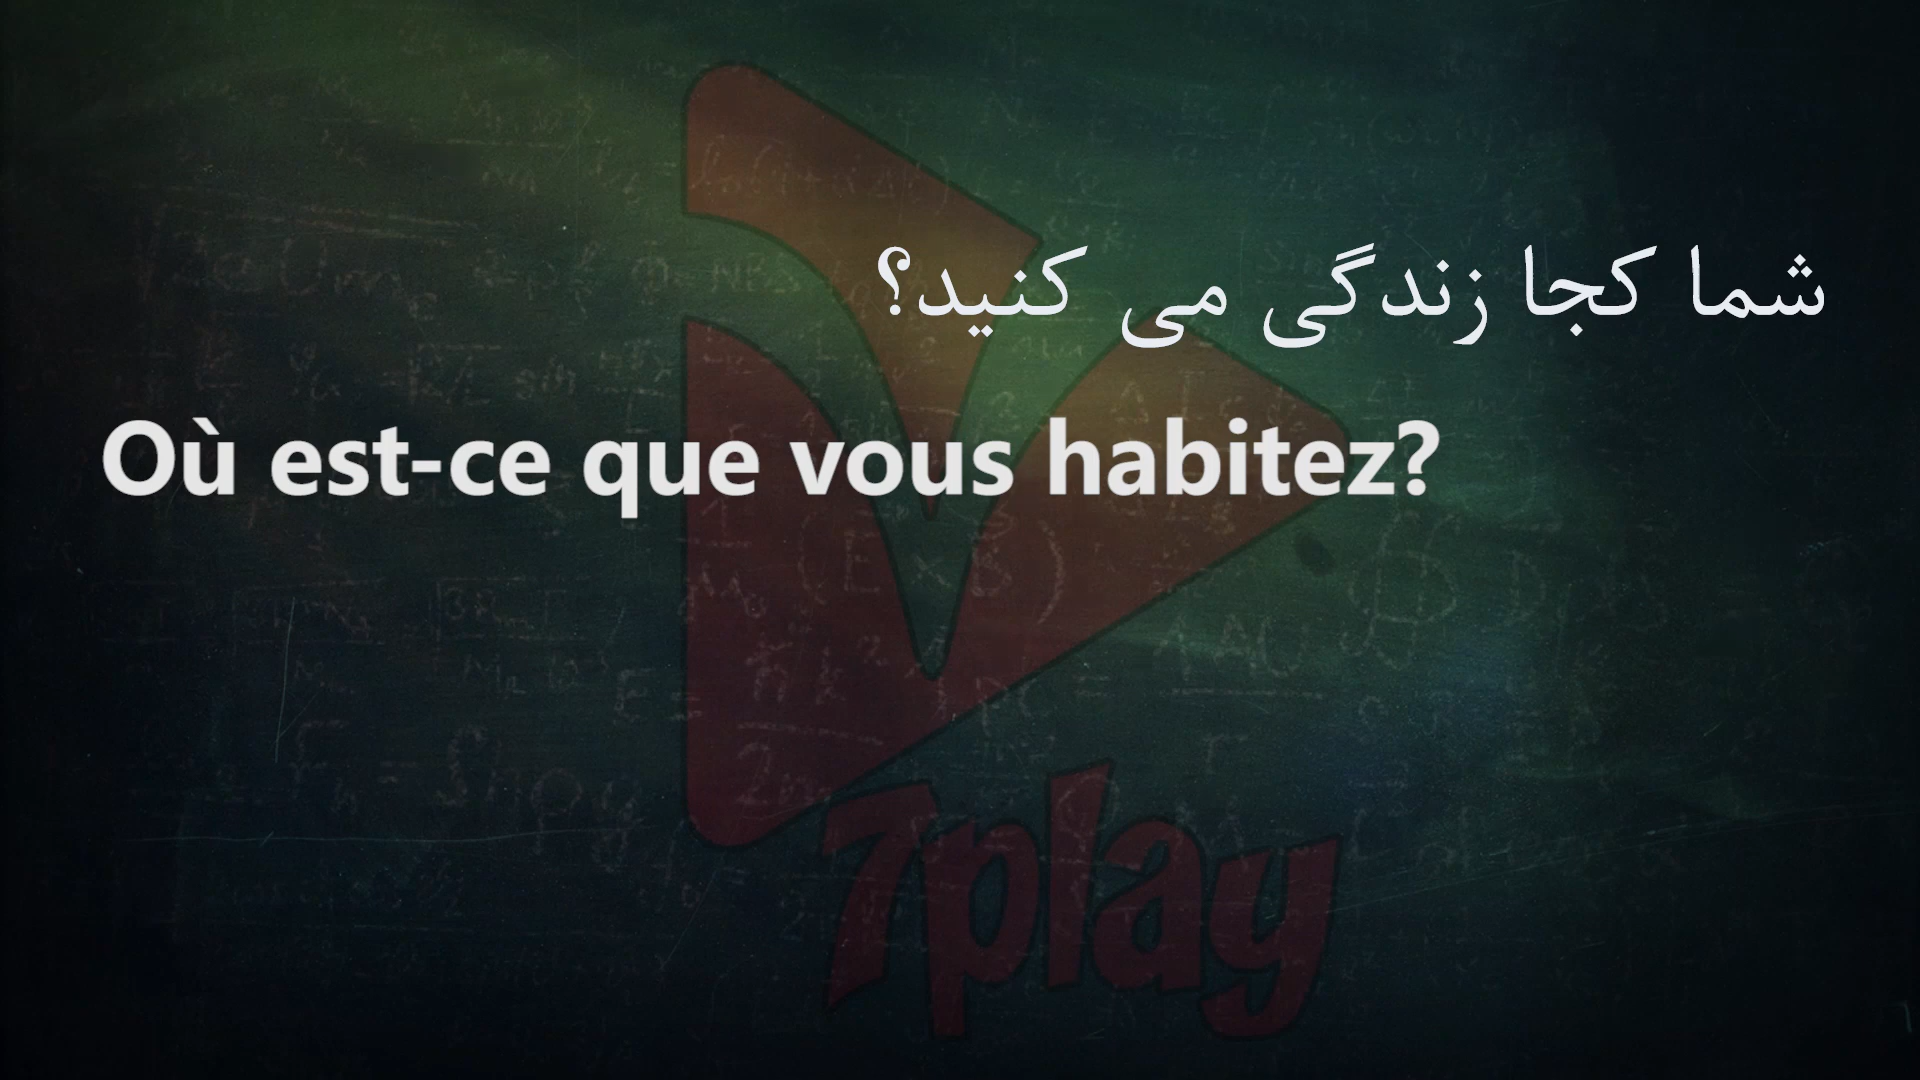 شما کجا زندگی می کنید؟
Où est-ce que vous habitez?
7play